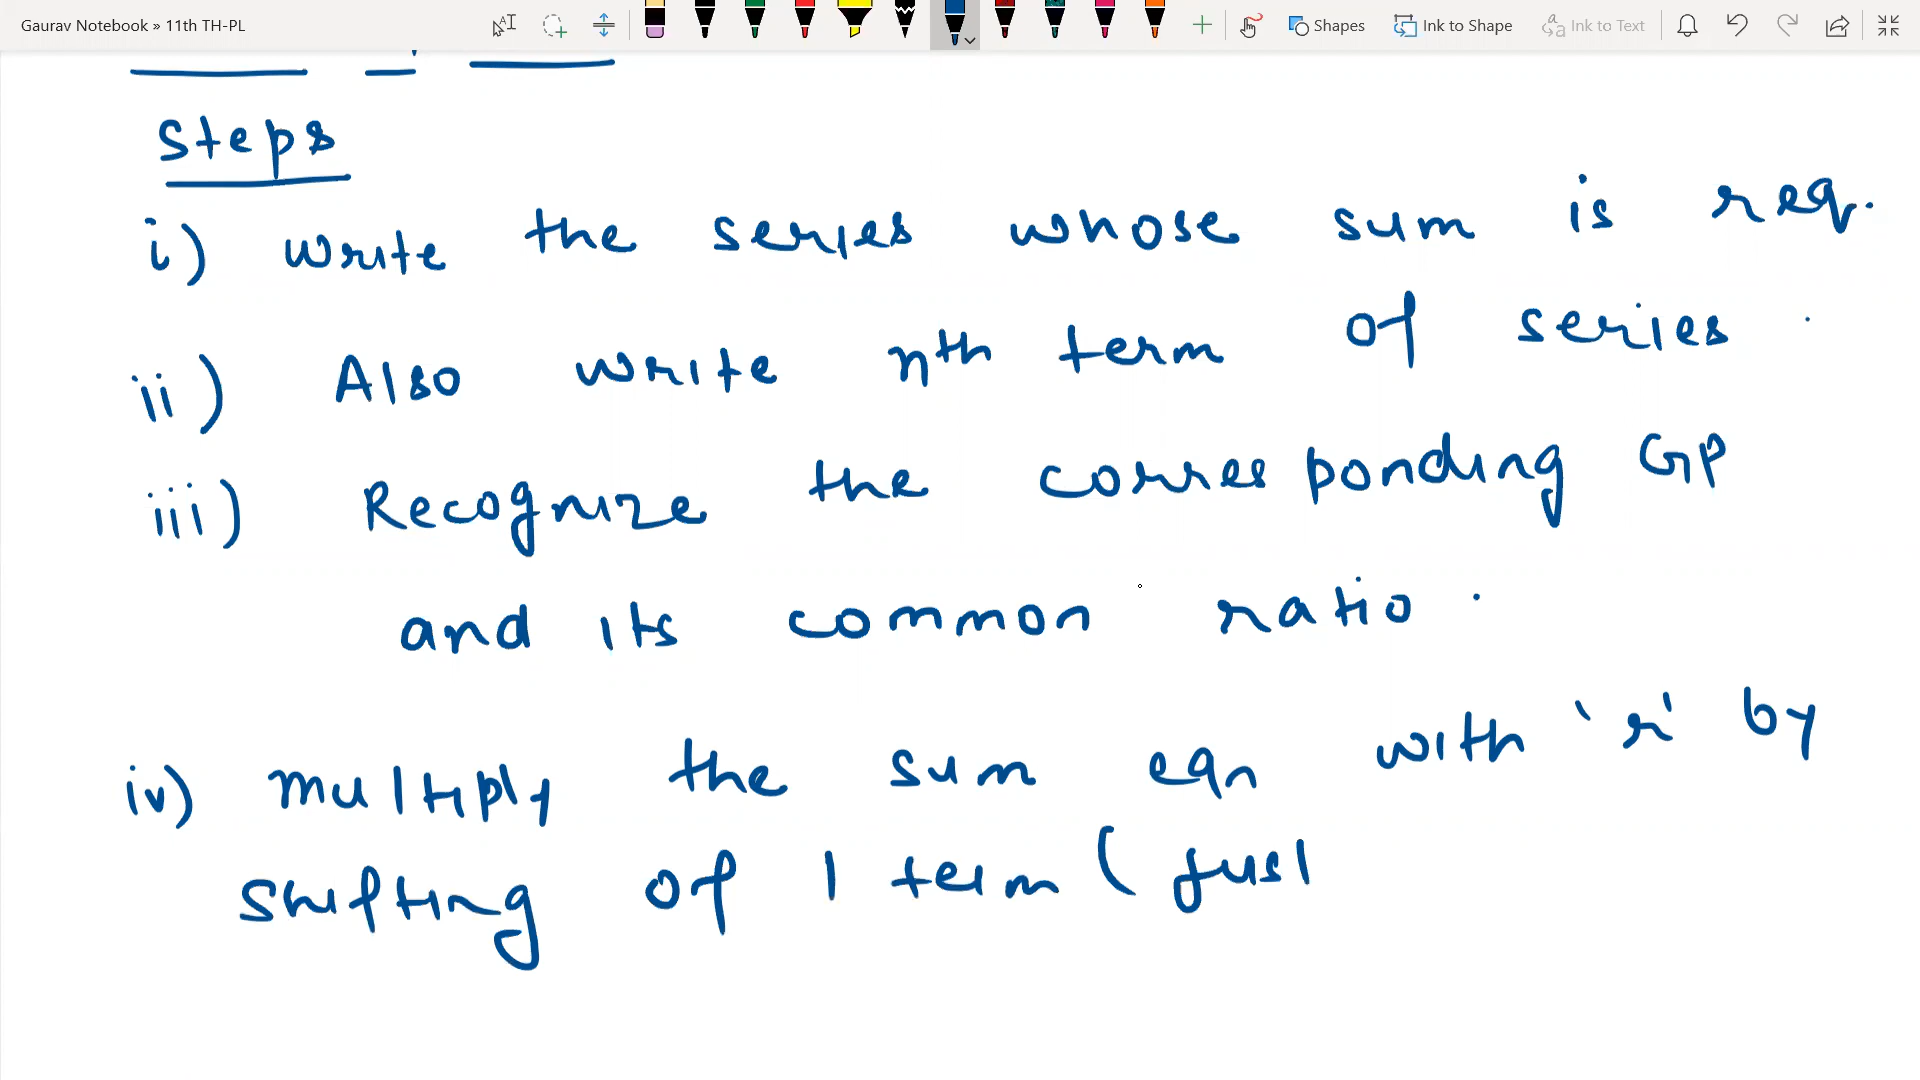 Gaurav Notebook » 11th TH-PL
Shapes Ink to Shape Ink to Text
Steps
i) Write the series whose sum is req.
ii) Also write nth term of series.
iii) Recognize the corresponding GP
and its common ratio.
iv) Multiply the sum eqn with 'r' by
shifting of 1 term (